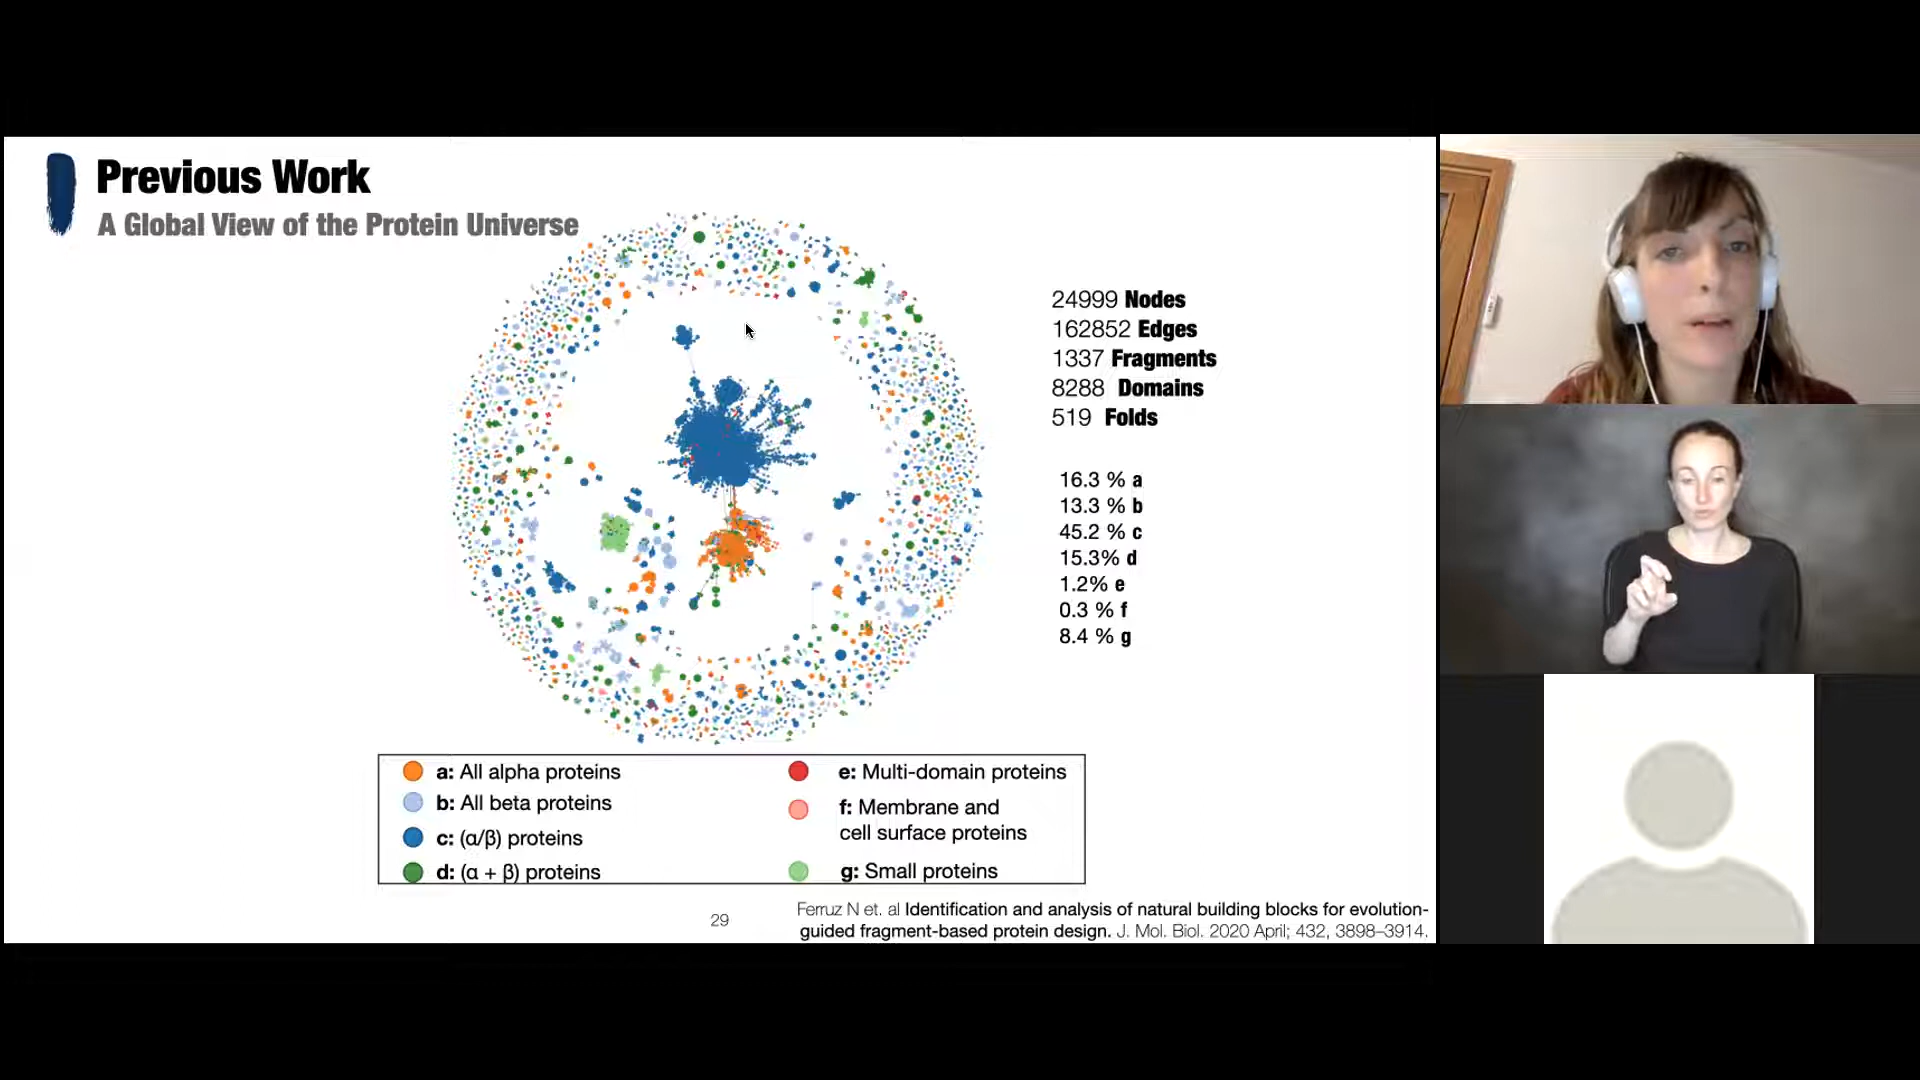 Previous Work
A Global View of the Protein Universe
24999 Nodes
162852 Edges
1337 Fragments
8288 Domains
519 Folds
16.3 % a
13.3 % b
45.2 % c
15.3% d
1.2% e
0.3 % f
8.4 % g
a: All alpha proteins
b: All beta proteins
c: (α/β) proteins
d: (α + β) proteins
e: Multi-domain proteins
f: Membrane and
cell surface proteins
g: Small proteins
29
Ferruz N et. al Identification and analysis of natural building blocks for evolution-
guided fragment-based protein design. J. Mol. Biol. 2020 April; 432, 3898–3914.